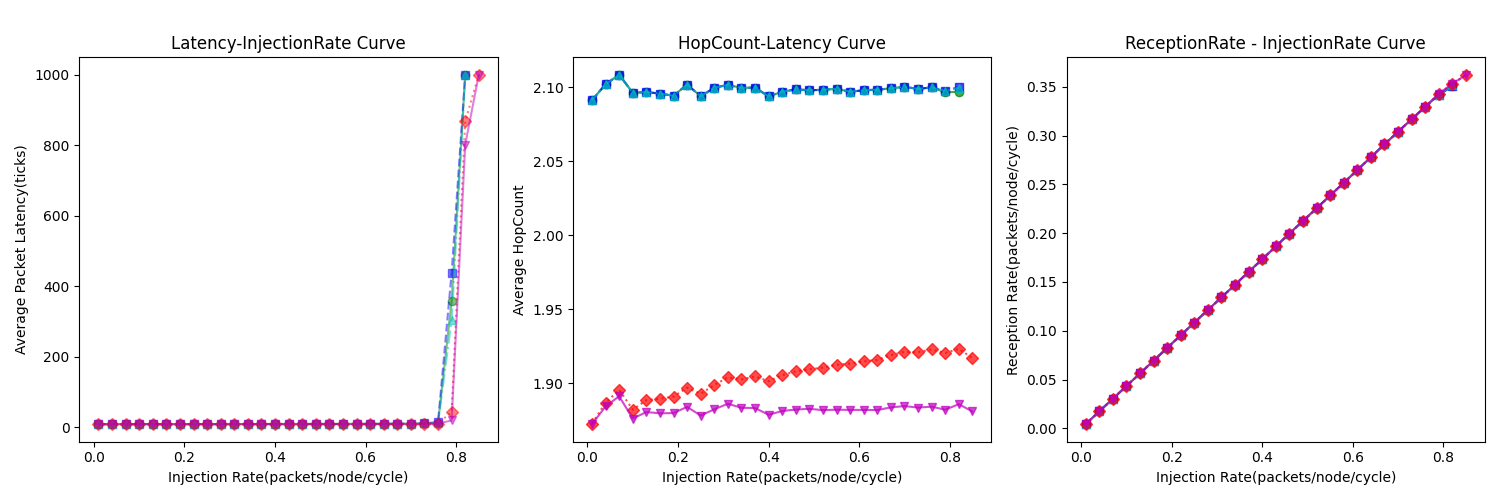 Latency-InjectionRate Curve
Average Packet Latency(ticks)
1000
800
600
400
200
0
0.0 0.2 0.4 0.6 0.8
Injection Rate(packets/node/cycle)
HopCount-Latency Curve
Average HopCount
2.10
2.05
2.00
1.95
1.90
0.0 0.2 0.4 0.6 0.8
Injection Rate(packets/node/cycle)
ReceptionRate - InjectionRate Curve
Reception Rate(packets/node/cycle)
0.35
0.30
0.25
0.20
0.15
0.10
0.05
0.00
0.0 0.2 0.4 0.6 0.8
Injection Rate(packets/node/cycle)